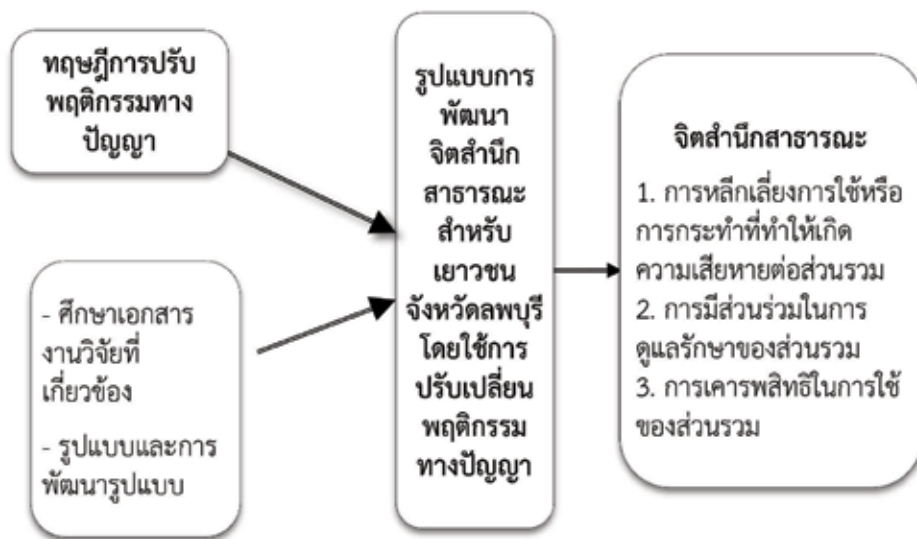 ทฤษฎีการปรับ
พฤติกรรมทาง
ปัญญา
- ศึกษาเอกสาร
งานวิจัยที่
เกี่ยวข้อง
- รูปแบบและการ
พัฒนารูปแบบ
รูปแบบการ
พัฒนา
จิตสำนึก
สาธารณะ
สำหรับ
เยาวชน
จังหวัดลพบุรี
โดยใช้การ
ปรับเปลี่ยน
พฤติกรรม
ทางปัญญา
จิตสำนึกสาธารณะ
1. การหลีกเลี่ยงการใช้หรือ
การกระทำที่ทำให้เกิด
ความเสียหายต่อส่วนรวม
2. การมีส่วนร่วมในการ
ดูแลรักษาของส่วนรวม
3. การเคารพสิทธิในการใช้
ของส่วนรวม